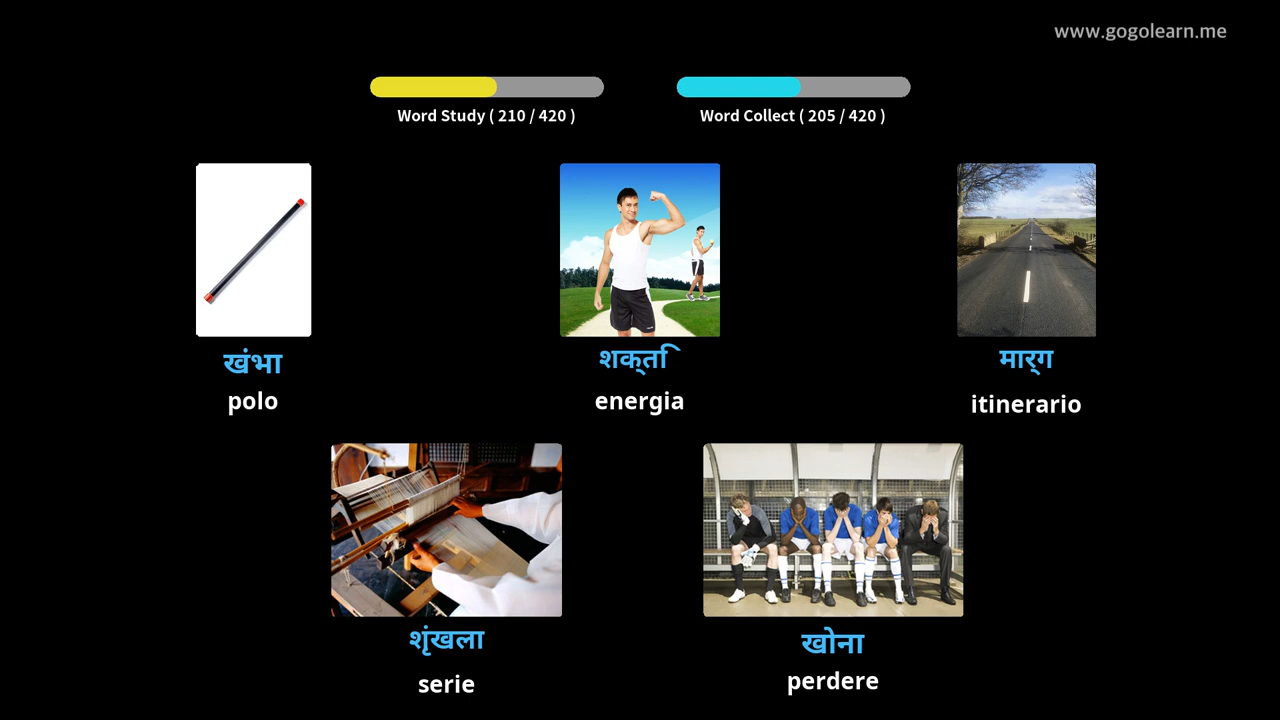 www.gogolearn.me
Word Study ( 210 / 420 )
Word Collect ( 205 / 420 )
खंभा
polo
शक्ति
energia
मार्ग
itinerario
शृंखला
serie
खोना
perdere